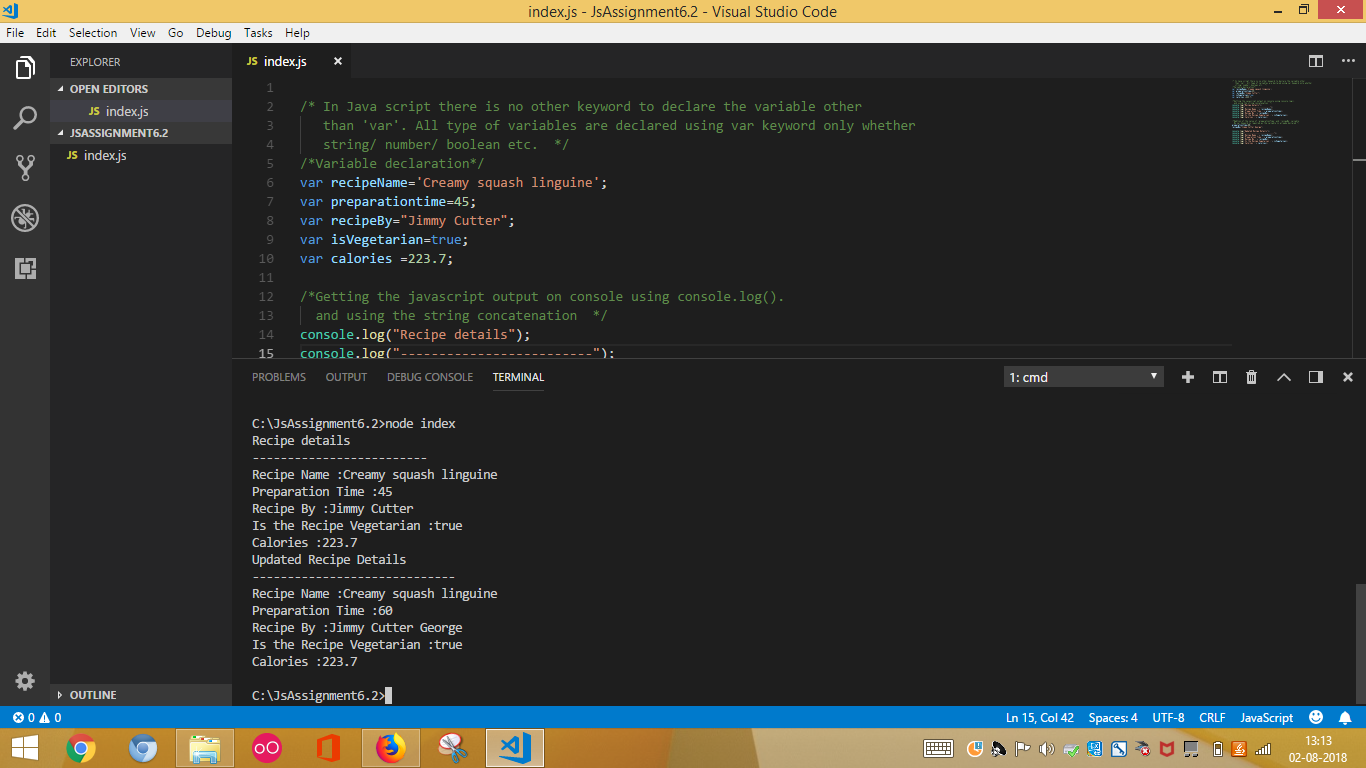 index.js - JsAssignment6.2 - Visual Studio Code
File Edit Selection View Go Debug Tasks Help
EXPLORER
OPEN EDITORS
JS index.js
JSASSIGNMENT6.2
JS index.js
OUTLINE
JS index.js
1
2 /* In Java script there is no other keyword to declare the variable other
3 than 'var'. All type of variables are declared using var keyword only whether
4 string/ number/ boolean etc. */
5 /*Variable declaration*/
6 var recipeName='Creamy squash linguine';
7 var preparationtime=45;
8 var recipeBy="Jimmy Cutter";
9 var isVegetarian=true;
10 var calories =223.7;
11
12 /*Getting the javascript output on console using console.log().
13 and using the string concatenation */
14 console.log("Recipe details");
15 console.log("-------------------------");
PROBLEMS OUTPUT DEBUG CONSOLE TERMINAL
1: cmd
C:\JsAssignment6.2>node index
Recipe details
-------------------------
Recipe Name :Creamy squash linguine
Preparation Time :45
Recipe By :Jimmy Cutter
Is the Recipe Vegetarian :true
Calories :223.7
Updated Recipe Details
-----------------------------
Recipe Name :Creamy squash linguine
Preparation Time :60
Recipe By :Jimmy Cutter George
Is the Recipe Vegetarian :true
Calories :223.7
C:\JsAssignment6.2>
0 0
Ln 15, Col 42 Spaces: 4 UTF-8 CRLF JavaScript
13:13
02-08-2018